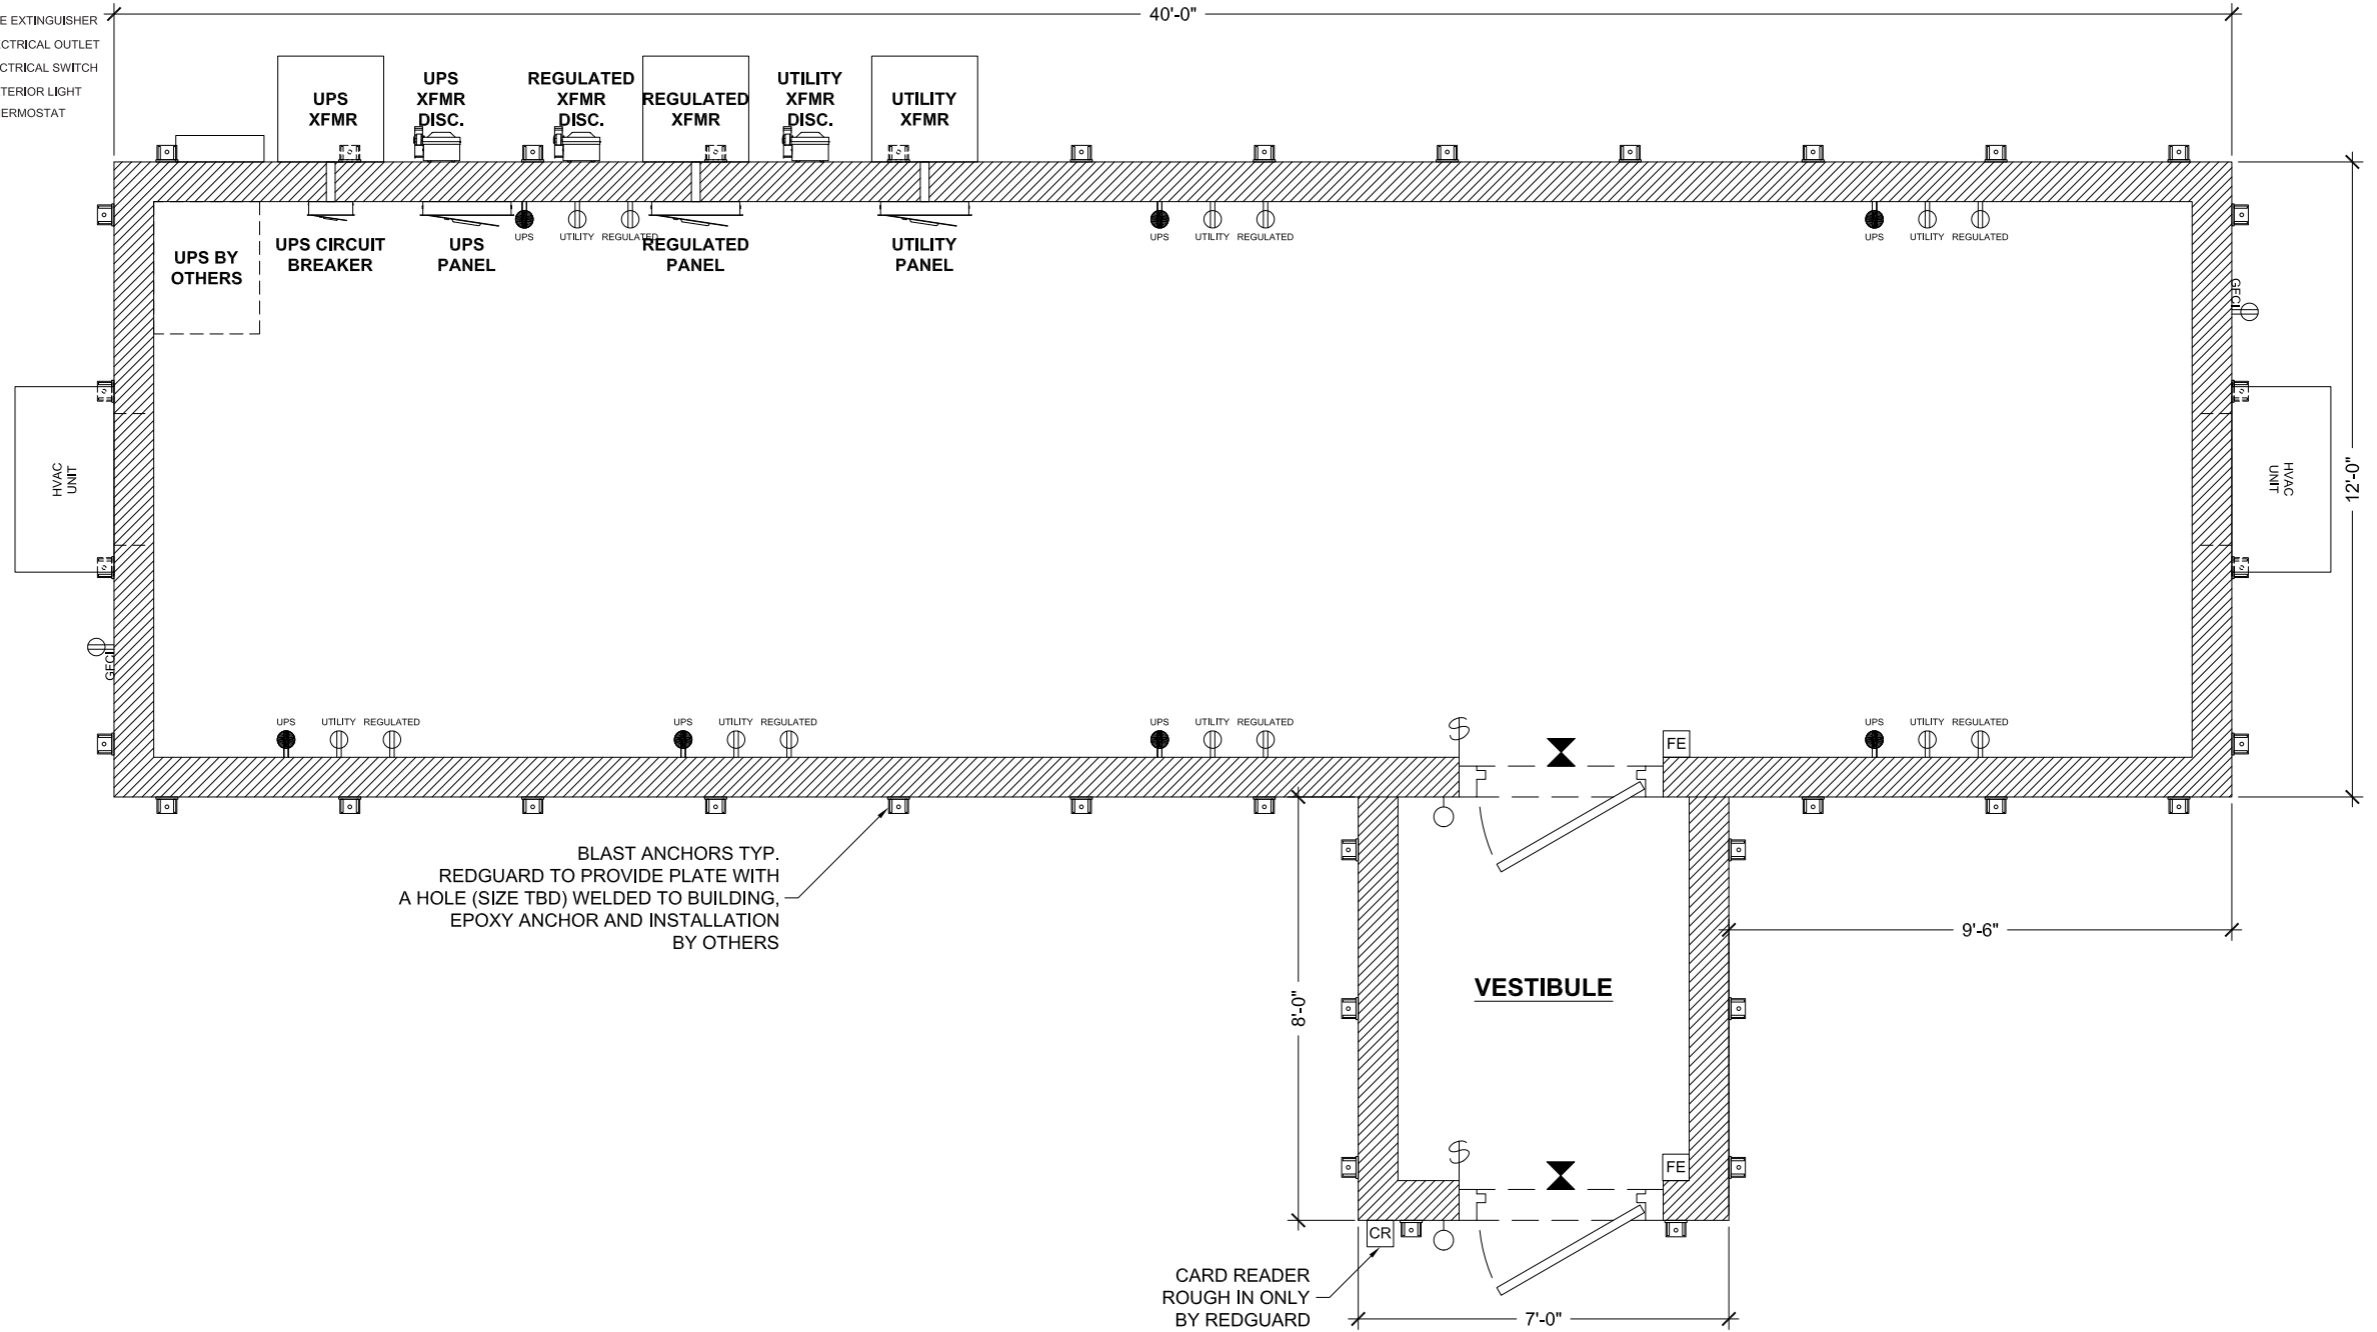 40'-0"
E EXTINGUISHER
CTRICAL OUTLET
CTRICAL SWITCH
TERIOR LIGHT
ERMOSTAT
UPS
XFMR
UPS
XFMR
DISC.
REGULATED
XFMR
DISC.
REGULATED
XFMR
UTILITY
XFMR
DISC.
UTILITY
XFMR
UPS BY
OTHERS
UPS CIRCUIT
BREAKER
UPS
PANEL
UPS
UTILITY
REGULATED
REGULATED
PANEL
UTILITY
PANEL
UPS
UTILITY
REGULATED
UPS
UTILITY
REGULATED
GFCI
HVAC
UNIT
HVAC
UNIT
12'-0"
GFCI
UPS
UTILITY
REGULATED
UPS
UTILITY
REGULATED
UPS
UTILITY
REGULATED
UPS
UTILITY
REGULATED
FE
BLAST ANCHORS TYP.
REDGUARD TO PROVIDE PLATE WITH
A HOLE (SIZE TBD) WELDED TO BUILDING,
EPOXY ANCHOR AND INSTALLATION
BY OTHERS
9'-6"
8'-0"
VESTIBULE
FE
CR
CARD READER
ROUGH IN ONLY
BY REDGUARD
7'-0"